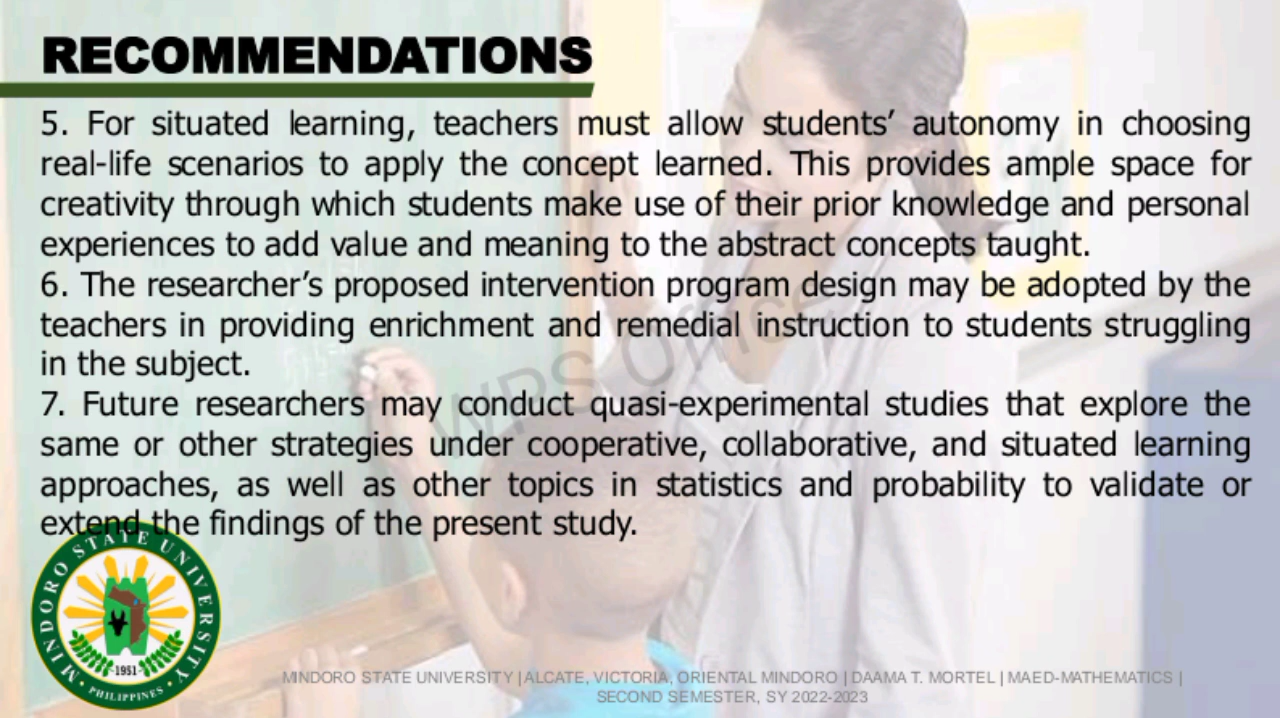 RECOMMENDATIONS
5. For situated learning, teachers must allow students’ autonomy in choosing
real-life scenarios to apply the concept learned. This provides ample space for
creativity through which students make use of their prior knowledge and personal
experiences to add value and meaning to the abstract concepts taught.
6. The researcher’s proposed intervention program design may be adopted by the
teachers in providing enrichment and remedial instruction to students struggling
in the subject.
7. Future researchers may conduct quasi-experimental studies that explore the
same or other strategies under cooperative, collaborative, and situated learning
approaches, as well as other topics in statistics and probability to validate or
extend the findings of the present study.
WPS Office
MINDORO STATE UNIVERSITY
1951
PHILIPPINES
MINDORO STATE UNIVERSITY | ALCATE, VICTORIA, ORIENTAL MINDORO | DAAMA T. MORTEL | MAED-MATHEMATICS |
SECOND SEMESTER, SY 2022-2023